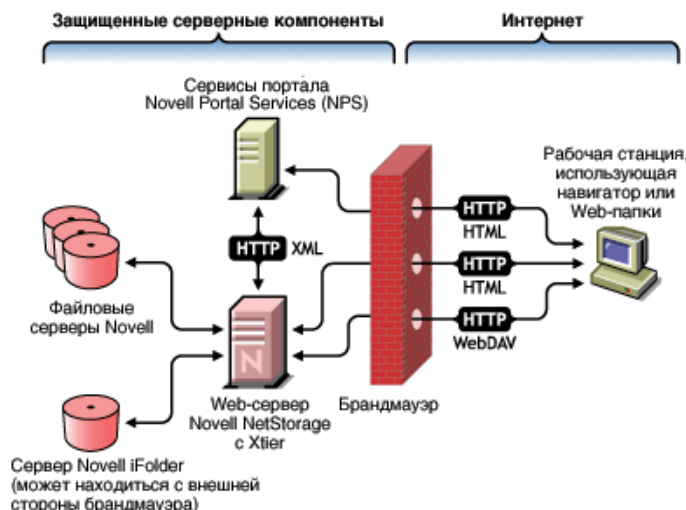 Защищенные серверные компоненты
Интернет
Сервисы портала
Novell Portal Services (NPS)
Рабочая станция,
использующая
навигатор или
Web-папки
HTTP
HTML
HTTP XML
HTTP
HTML
Файловые
серверы Novell
HTTP
WebDAV
N
Web-сервер
Novell NetStorage
с Xtier
Брандмауэр
Сервер Novell iFolder
(может находиться с внешней
стороны брандмауэра)